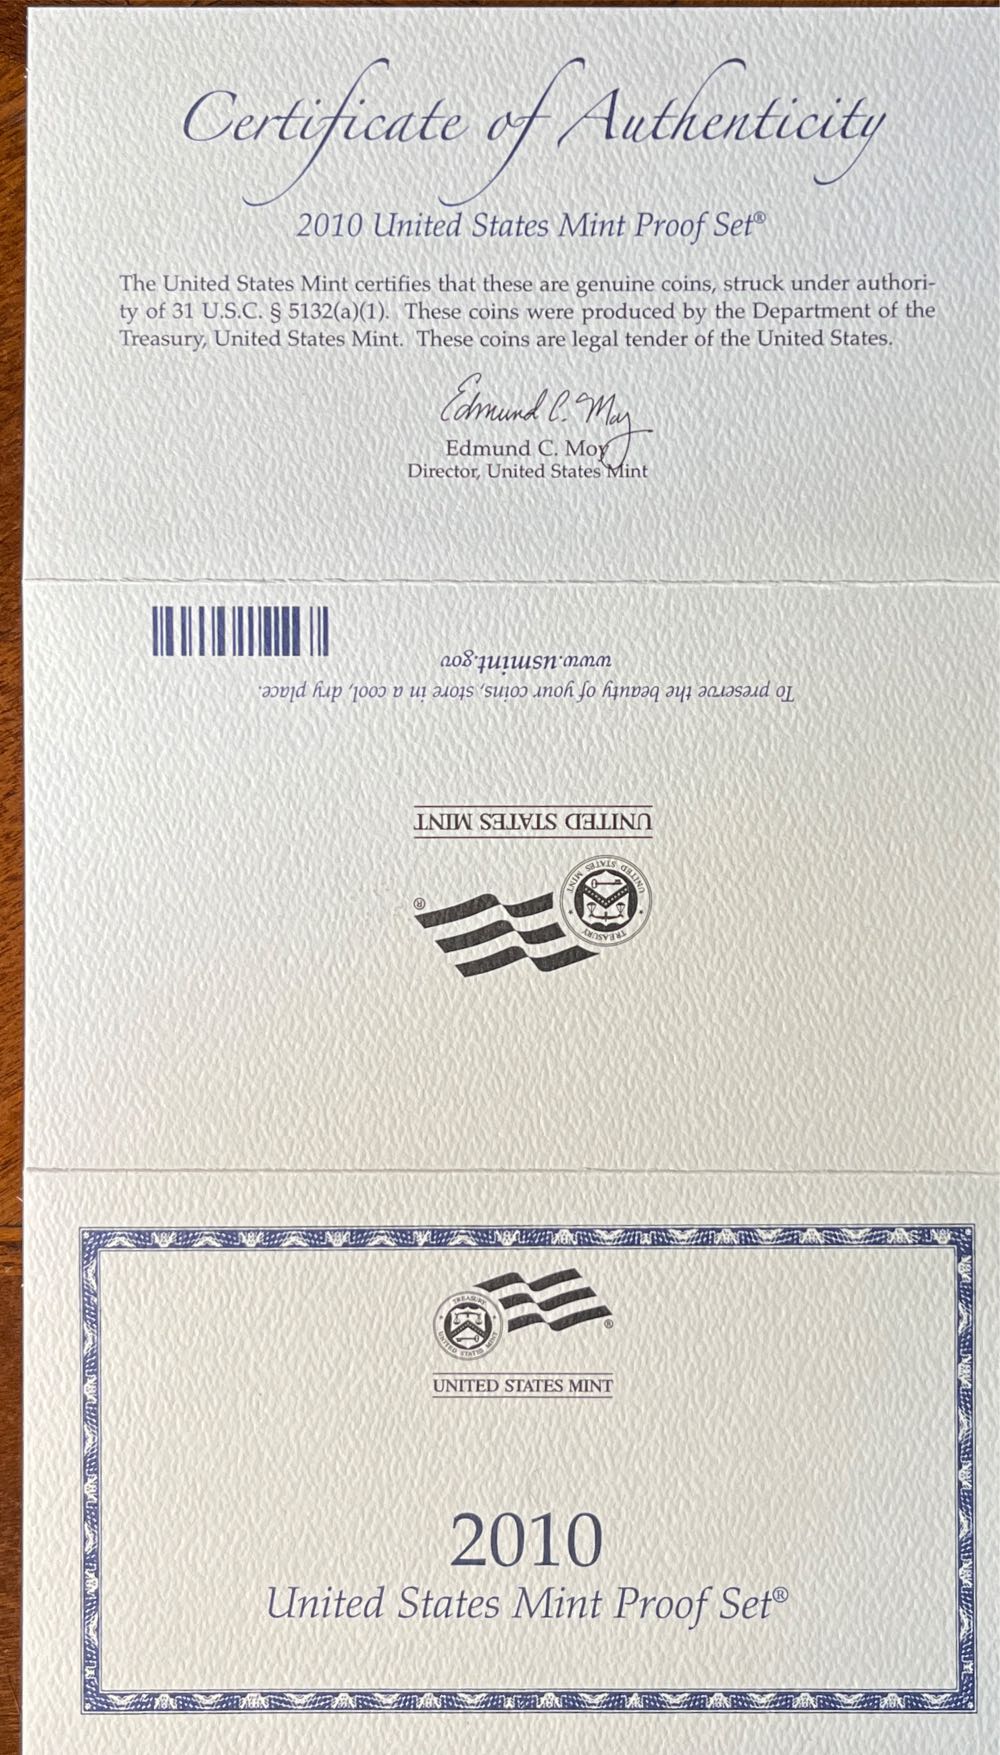 Certificate of Authenticity
2010 United States Mint Proof Set®
The United States Mint certifies that these are genuine coins, struck under authori-
ty of 31 U.S.C. § 5132(a)(1). These coins were produced by the Department of the
Treasury, United States Mint. These coins are legal tender of the United States.
Edmund C. Moy
Edmund C. Moy
Director, United States Mint
www.usmint.gov
To preserve the beauty of your coins, store in a cool, dry place.
UNITED STATES MINT
TREASURY
UNITED STATES MINT
®
TREASURY
UNITED STATES MINT
®
UNITED STATES MINT
2010
United States Mint Proof Set®